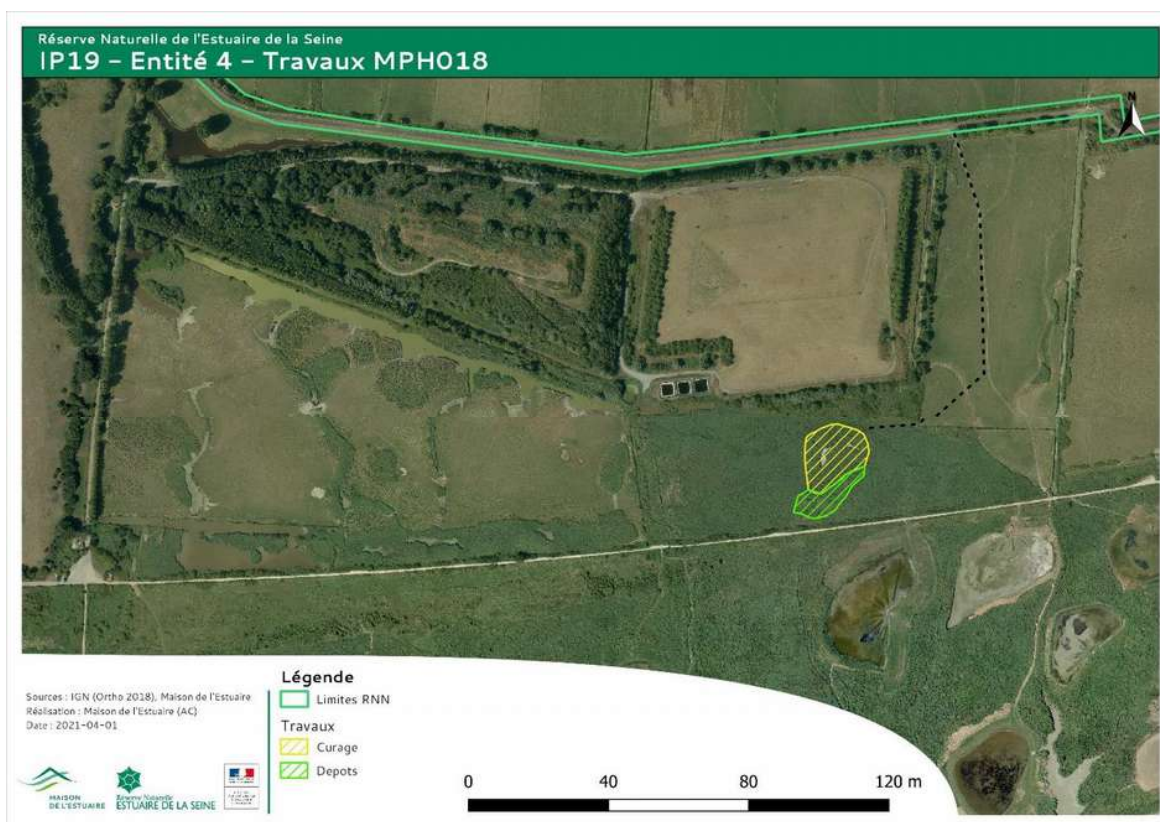 Réserve Naturelle de l'Estuaire de la Seine
IP19 – Entité 4 – Travaux MPH018
N
Légende
Limites RNN
Travaux
Curage
Depots
Sources : IGN (Ortho 2018), Maison de l'Estuaire
Réalisation : Maison de l'Estuaire (AC)
Date : 2021-04-01
MAISON
DE L'ESTUAIRE
Réserve Naturelle
ESTUAIRE DE LA SEINE
0 40 80 120 m